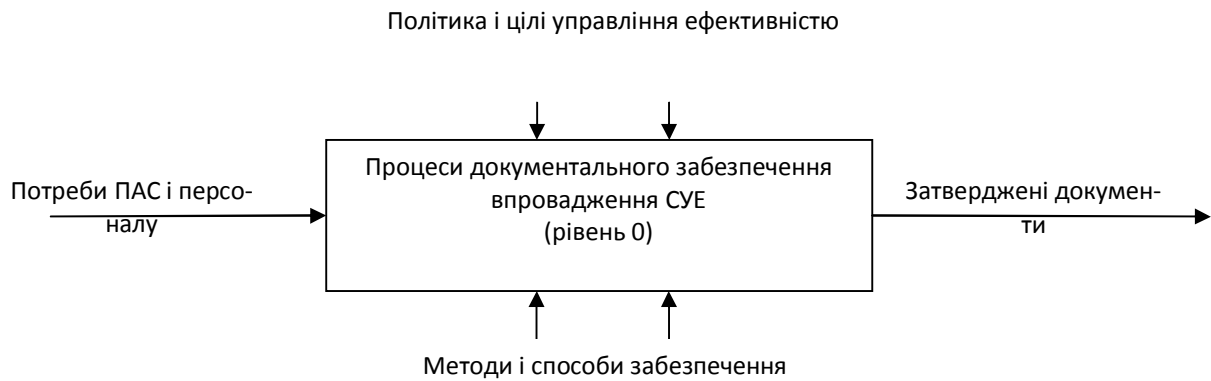 Політика і цілі управління ефективністю
Процеси документального забезпечення
впровадження СУЕ
(рівень 0)
Потреби ПАС і персо-
налу
Затверджені докумен-
ти
Методи і способи забезпечення